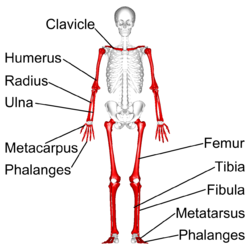 Clavicle
Humerus
Radius
Ulna
Metacarpus
Phalanges
Femur
Tibia
Fibula
Metatarsus
Phalanges